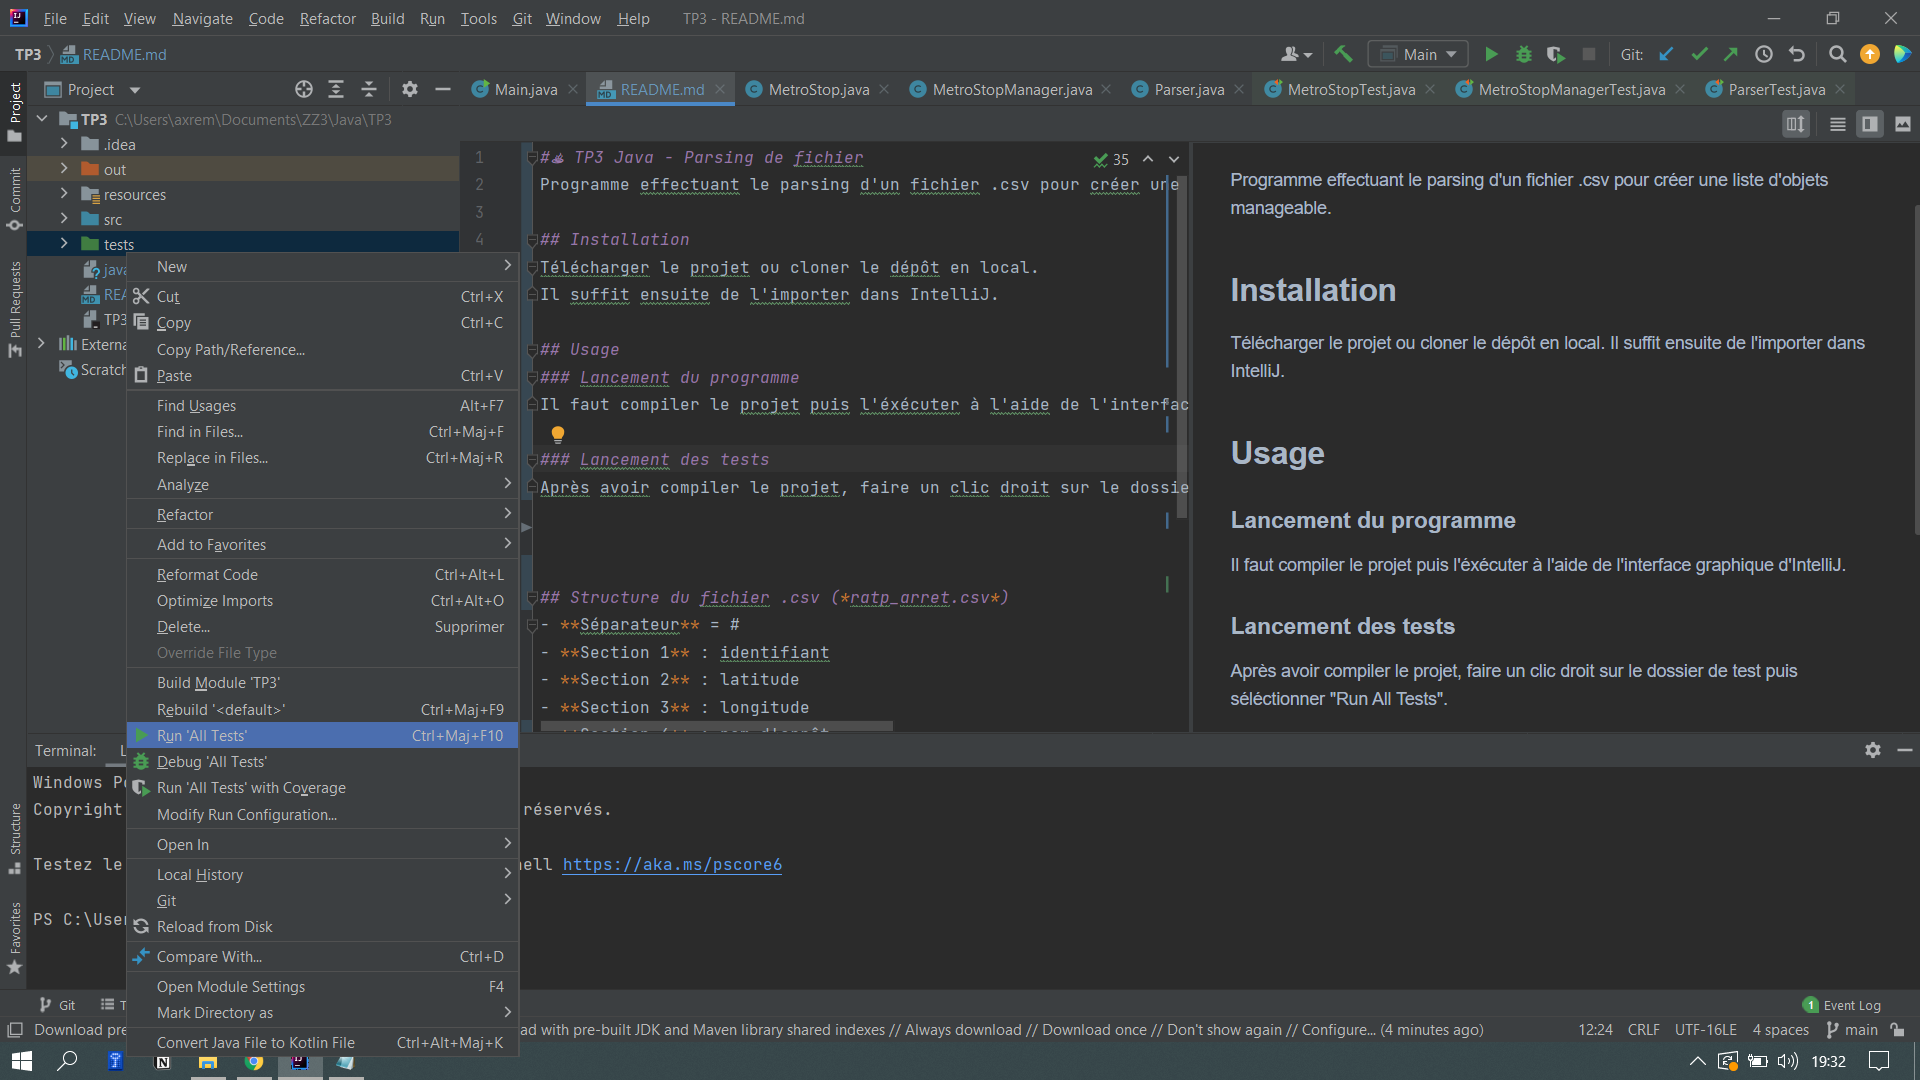 File Edit View Navigate Code Refactor Build Run Tools Git Window Help TP3 - README.md
TP3 README.md
Main Git:
Project
Main.java README.md MetroStop.java MetroStopManager.java Parser.java MetroStopTest.java MetroStopManagerTest.java ParserTest.java
Project
Commit
Pull Requests
Structure
Favorites
TP3 C:\Users\axrem\Documents\ZZ3\Java\TP3
.idea
out
resources
src
tests
java
REA
TP3
Externa
Scratch
New
Cut Ctrl+X
Copy Ctrl+C
Copy Path/Reference...
Paste Ctrl+V
Find Usages Alt+F7
Find in Files... Ctrl+Maj+F
Replace in Files... Ctrl+Maj+R
Analyze
Refactor
Add to Favorites
Reformat Code Ctrl+Alt+L
Optimize Imports Ctrl+Alt+O
Delete... Supprimer
Override File Type
Build Module 'TP3'
Rebuild '<default>' Ctrl+Maj+F9
Run 'All Tests' Ctrl+Maj+F10
Debug 'All Tests'
Run 'All Tests' with Coverage
Modify Run Configuration...
Open In
Local History
Git
Reload from Disk
Compare With... Ctrl+D
Open Module Settings F4
Mark Directory as
Convert Java File to Kotlin File Ctrl+Alt+Maj+K
35
1 # TP3 Java - Parsing de fichier
2 Programme effectuant le parsing d'un fichier .csv pour créer une
3
4 ## Installation
Télécharger le projet ou cloner le dépôt en local.
Il suffit ensuite de l'importer dans IntelliJ.
## Usage
### Lancement du programme
Il faut compiler le projet puis l'éxécuter à l'aide de l'interfac
### Lancement des tests
Après avoir compiler le projet, faire un clic droit sur le dossie
## Structure du fichier .csv (*ratp_arret.csv*)
- **Séparateur** = #
- **Section 1** : identifiant
- **Section 2** : latitude
- **Section 3** : longitude
Programme effectuant le parsing d'un fichier .csv pour créer une liste d'objets
manageable.
Installation
Télécharger le projet ou cloner le dépôt en local. Il suffit ensuite de l'importer dans
IntelliJ.
Usage
Lancement du programme
Il faut compiler le projet puis l'éxécuter à l'aide de l'interface graphique d'IntelliJ.
Lancement des tests
Après avoir compiler le projet, faire un clic droit sur le dossier de test puis
séléctionner "Run All Tests".
Terminal: L
Windows Po
Copyright réservés.
Testez le ell https://aka.ms/pscore6
PS C:\User
Git T
1 Event Log
Download pre ad with pre-built JDK and Maven library shared indexes // Always download // Download once // Don't show again // Configure... (4 minutes ago) 12:24 CRLF UTF-16LE 4 spaces main
19:32